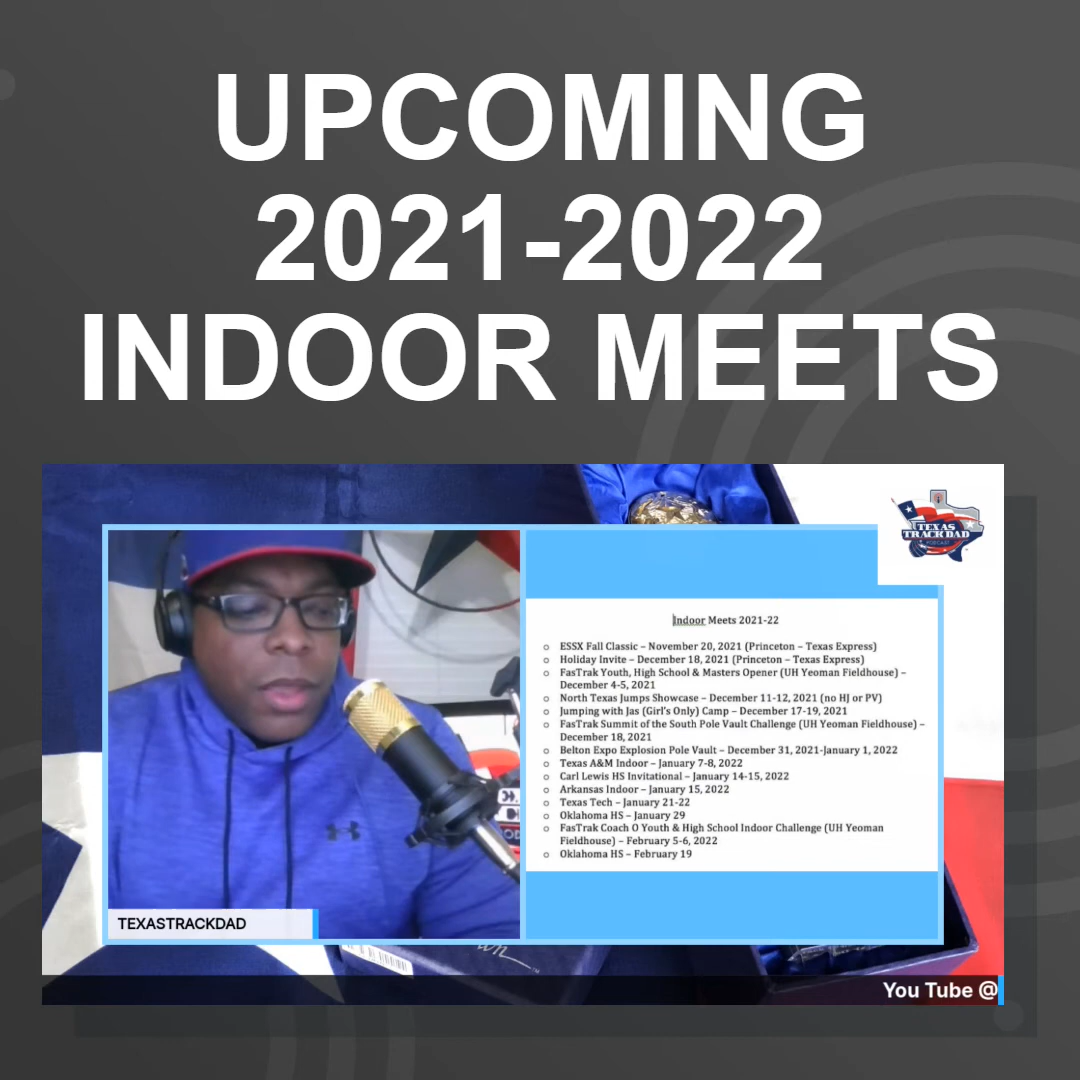 UPCOMING
2021-2022
INDOOR MEETS
TEXAS
TRACK DAD
PODCAST
Indoor Meets 2021-22
o ESSX Fall Classic – November 20, 2021 (Princeton – Texas Express)
o Holiday Invite – December 18, 2021 (Princeton – Texas Express)
o FasTrak Youth, High School & Masters Opener (UH Yeoman Fieldhouse) –
December 4-5, 2021
o North Texas Jumps Showcase – December 11-12, 2021 (no HJ or PV)
o Jumping with Jas (Girl's Only) Camp – December 17-19, 2021
o FasTrak Summit of the South Pole Vault Challenge (UH Yeoman Fieldhouse) –
December 18, 2021
o Belton Expo Explosion Pole Vault – December 31, 2021-January 1, 2022
o Texas A&M Indoor – January 7-8, 2022
o Carl Lewis HS Invitational – January 14-15, 2022
o Arkansas Indoor – January 15, 2022
o Texas Tech – January 21-22
o Oklahoma HS – January 29
o FasTrak Coach O Youth & High School Indoor Challenge (UH Yeoman
Fieldhouse) – February 5-6, 2022
o Oklahoma HS – February 19
TEXASTRACKDAD
You Tube @